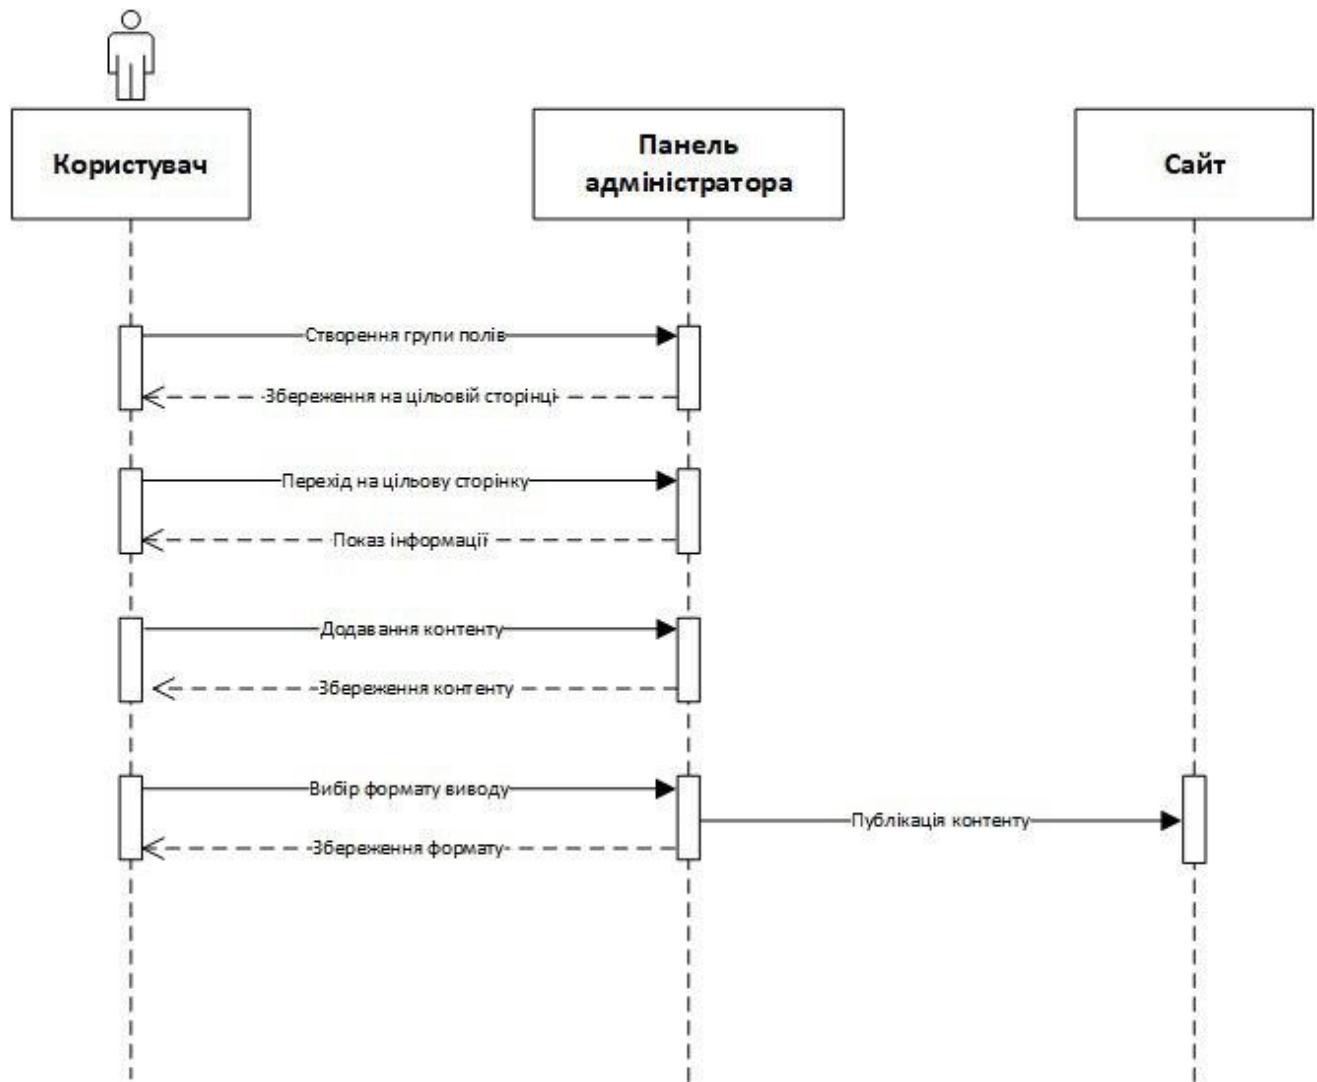 Користувач
Панель
адміністратора
Сайт
Створення групи полів
Збереження на цільовій сторінці
Перехід на цільову сторінку
Показ інформації
Додавання контенту
Збереження контенту
Вибір формату виводу
Публікація контенту
Збереження формату